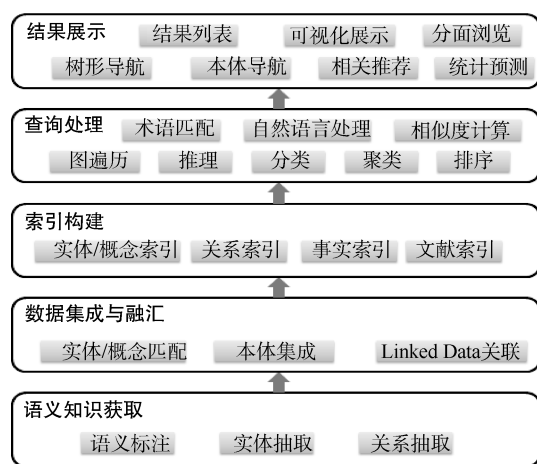 结果展示 结果列表 可视化展示 分面浏览
树形导航 本体导航 相关推荐 统计预测
查询处理 术语匹配 自然语言处理 相似度计算
图遍历 推理 分类 聚类 排序
索引构建
实体/概念索引 关系索引 事实索引 文献索引
数据集成与融汇
实体/概念匹配 本体集成 Linked Data关联
语义知识获取
语义标注 实体抽取 关系抽取